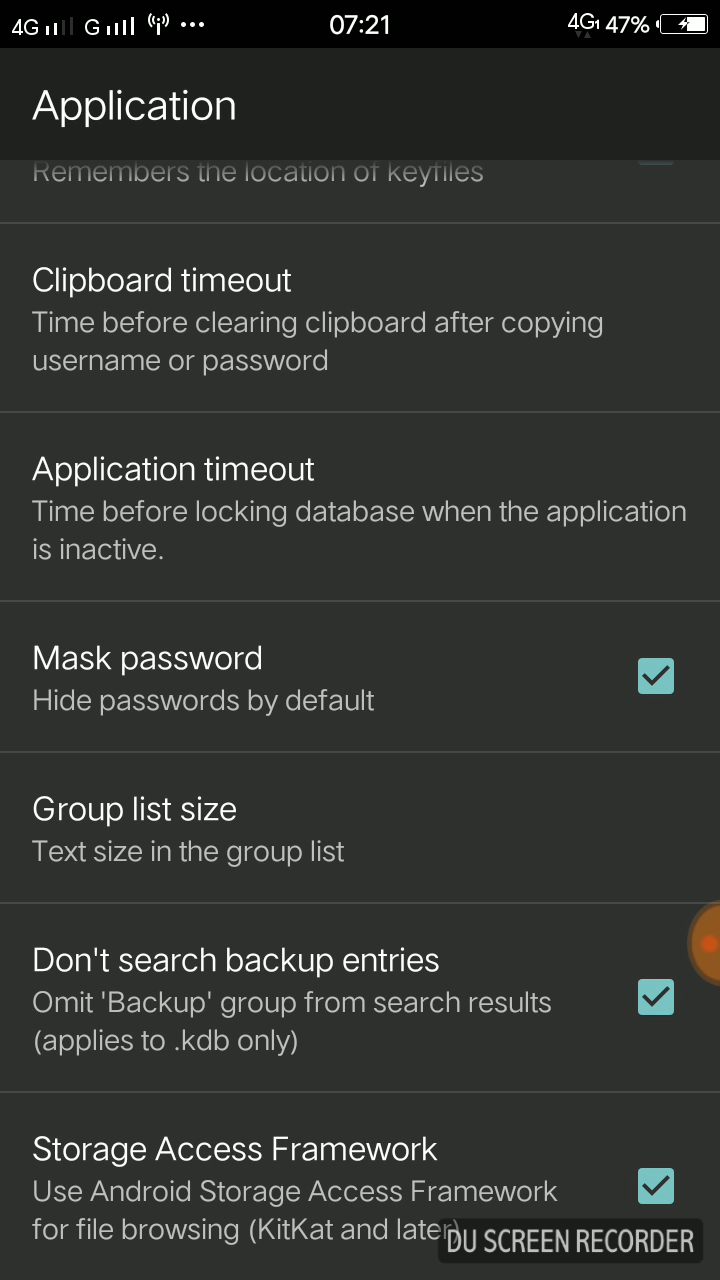 4G G 07:21 4G1 47%
Application
Remembers the location of keyfiles
Clipboard timeout
Time before clearing clipboard after copying
username or password
Application timeout
Time before locking database when the application
is inactive.
Mask password
Hide passwords by default
Group list size
Text size in the group list
Don't search backup entries
Omit 'Backup' group from search results
(applies to .kdb only)
Storage Access Framework
Use Android Storage Access Framework
for file browsing (KitKat and later)
DU SCREEN RECORDER